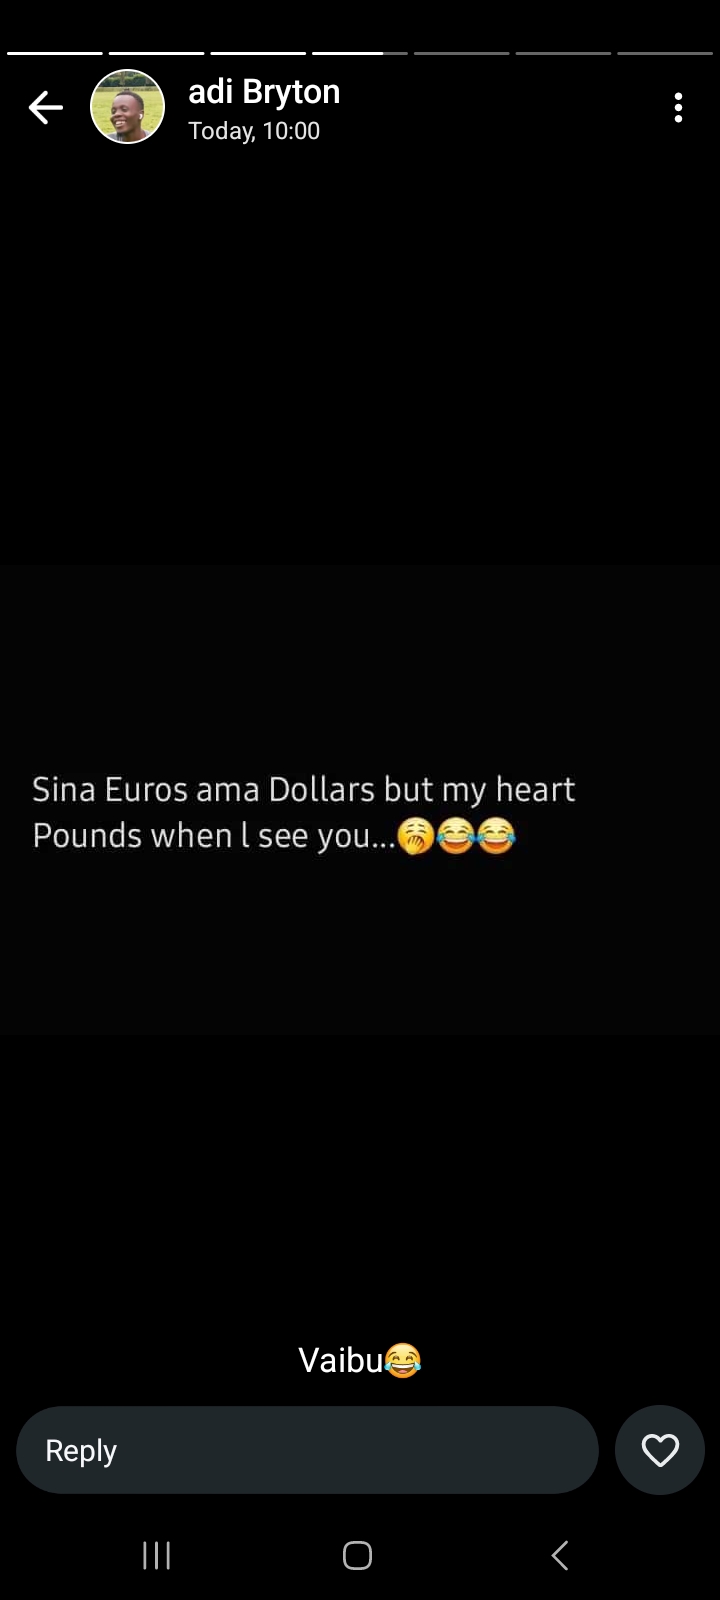 adi Bryton
Today, 10:00
Sina Euros ama Dollars but my heart
Pounds when l see you...🥱😂😂
Vaibu😂
Reply